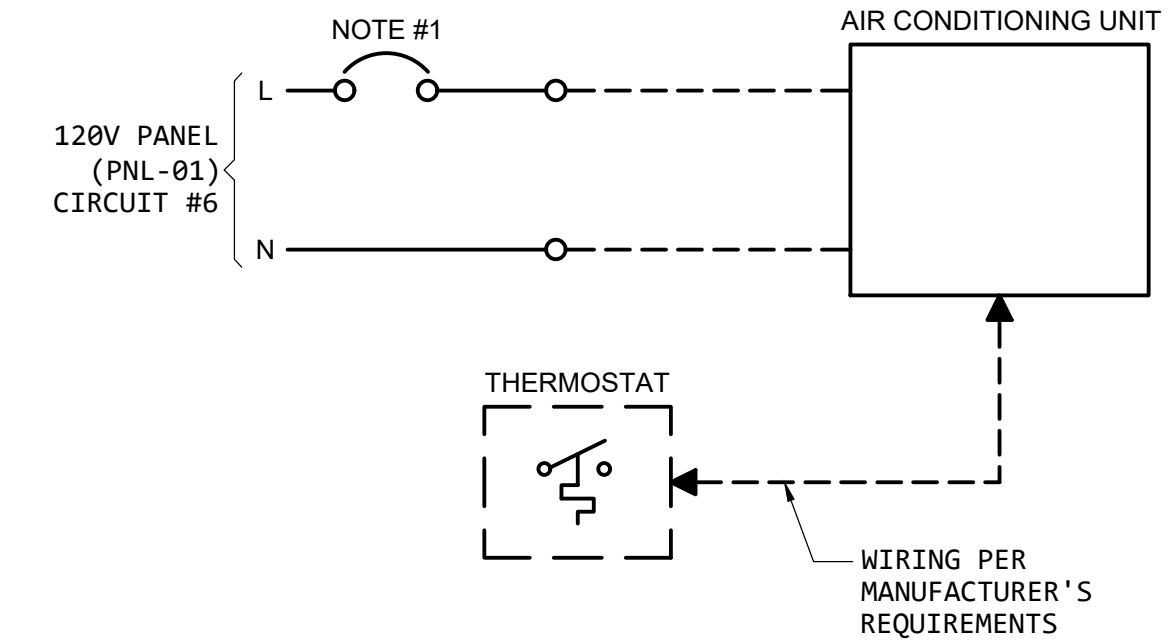 NOTE #1
AIR CONDITIONING UNIT
L
120V PANEL
(PNL-01)
CIRCUIT #6
N
THERMOSTAT
WIRING PER
MANUFACTURER'S
REQUIREMENTS